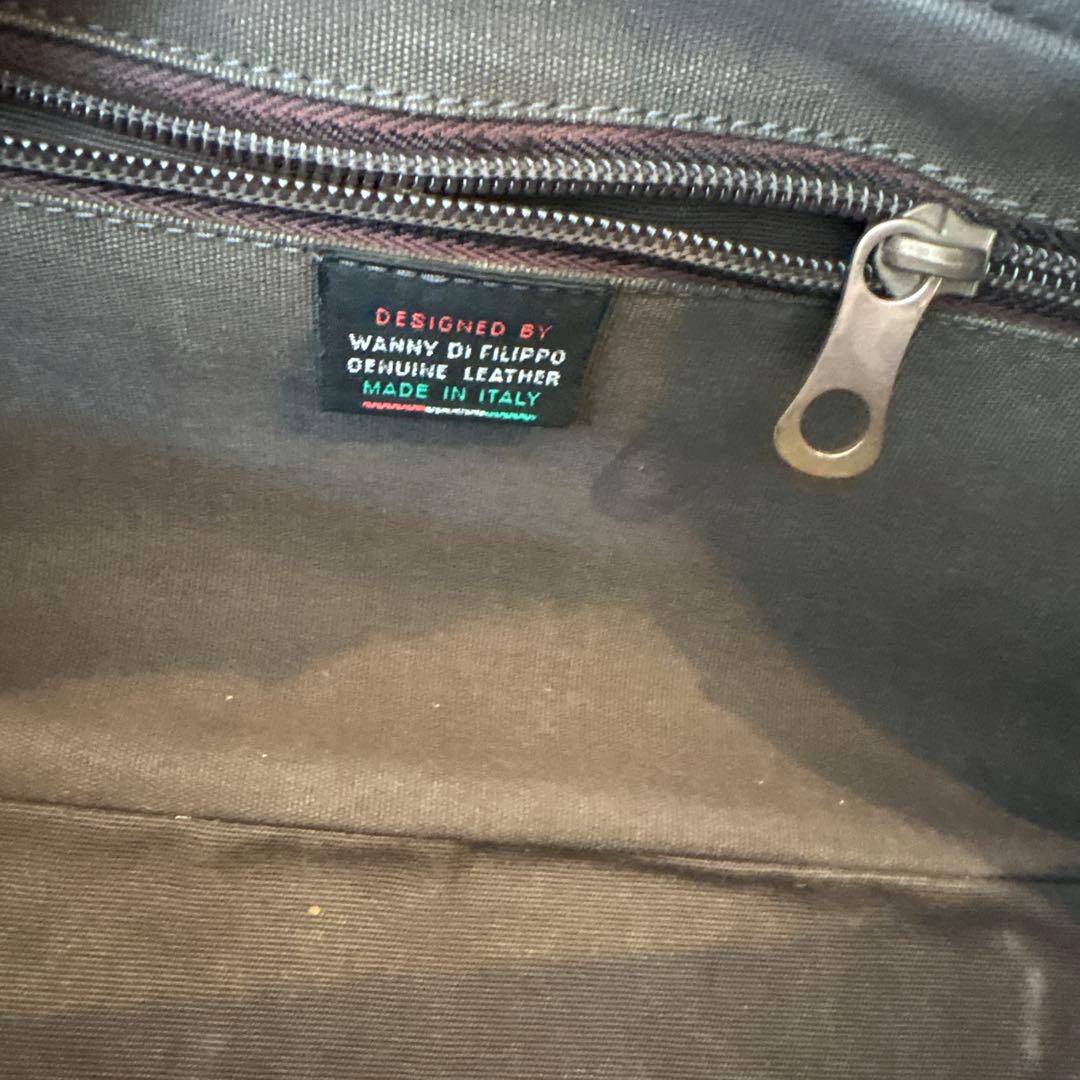 DESIGNED BY
WANNY DI FILIPPO
GENUINE LEATHER
MADE IN ITALY